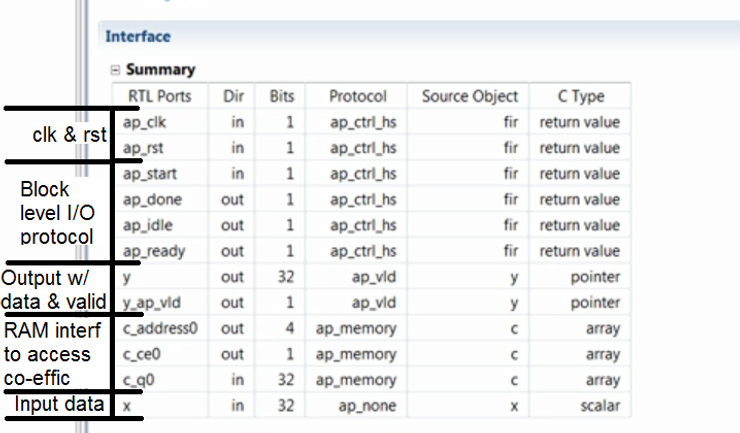 Interface
Summary
RTL Ports Dir Bits Protocol Source Object C Type
clk & rst
ap_clk in 1 ap_ctrl_hs fir return value
ap_rst in 1 ap_ctrl_hs fir return value
Block
level I/O
protocol
ap_start in 1 ap_ctrl_hs fir return value
ap_done out 1 ap_ctrl_hs fir return value
ap_idle out 1 ap_ctrl_hs fir return value
ap_ready out 1 ap_ctrl_hs fir return value
Output w/
data & valid
y out 32 ap_vld y pointer
y_ap_vld out 1 ap_vld y pointer
RAM interf
to access
co-effic
c_address0 out 4 ap_memory c array
c_ce0 out 1 ap_memory c array
c_q0 in 32 ap_memory c array
Input data
x in 32 ap_none x scalar